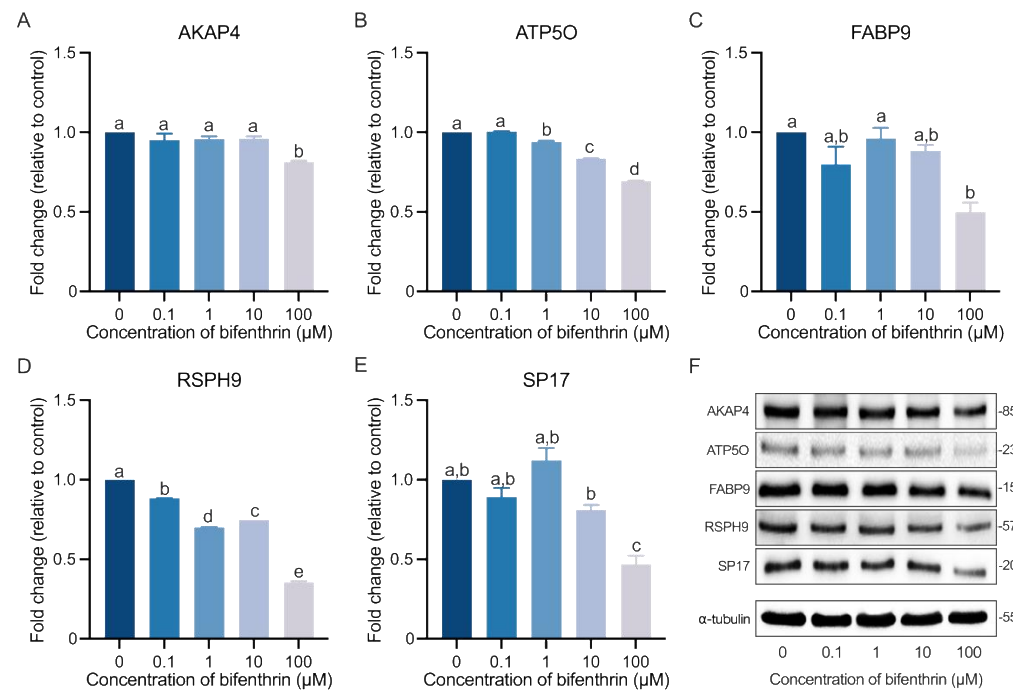 A
AKAP4
Fold change (relative to control)
1.5
1.0
0.5
0
a
a
a
a
b
0 0.1 1 10 100
Concentration of bifenthrin (µM)
B
ATP5O
Fold change (relative to control)
1.5
1.0
0.5
0
a
a
b
c
d
0 0.1 1 10 100
Concentration of bifenthrin (µM)
C
FABP9
Fold change (relative to control)
1.5
1.0
0.5
0
a
a,b
a
a,b
b
0 0.1 1 10 100
Concentration of bifenthrin (µM)
D
RSPH9
Fold change (relative to control)
1.5
1.0
0.5
0
a
b
d
c
e
0 0.1 1 10 100
Concentration of bifenthrin (µM)
E
SP17
Fold change (relative to control)
1.5
1.0
0.5
0
a,b
a,b
a,b
b
c
0 0.1 1 10 100
Concentration of bifenthrin (µM)
F
AKAP4 -85
ATP5O -23
FABP9 -15
RSPH9 -57
SP17 -20
α-tubulin -55
0 0.1 1 10 100
Concentration of bifenthrin (µM)